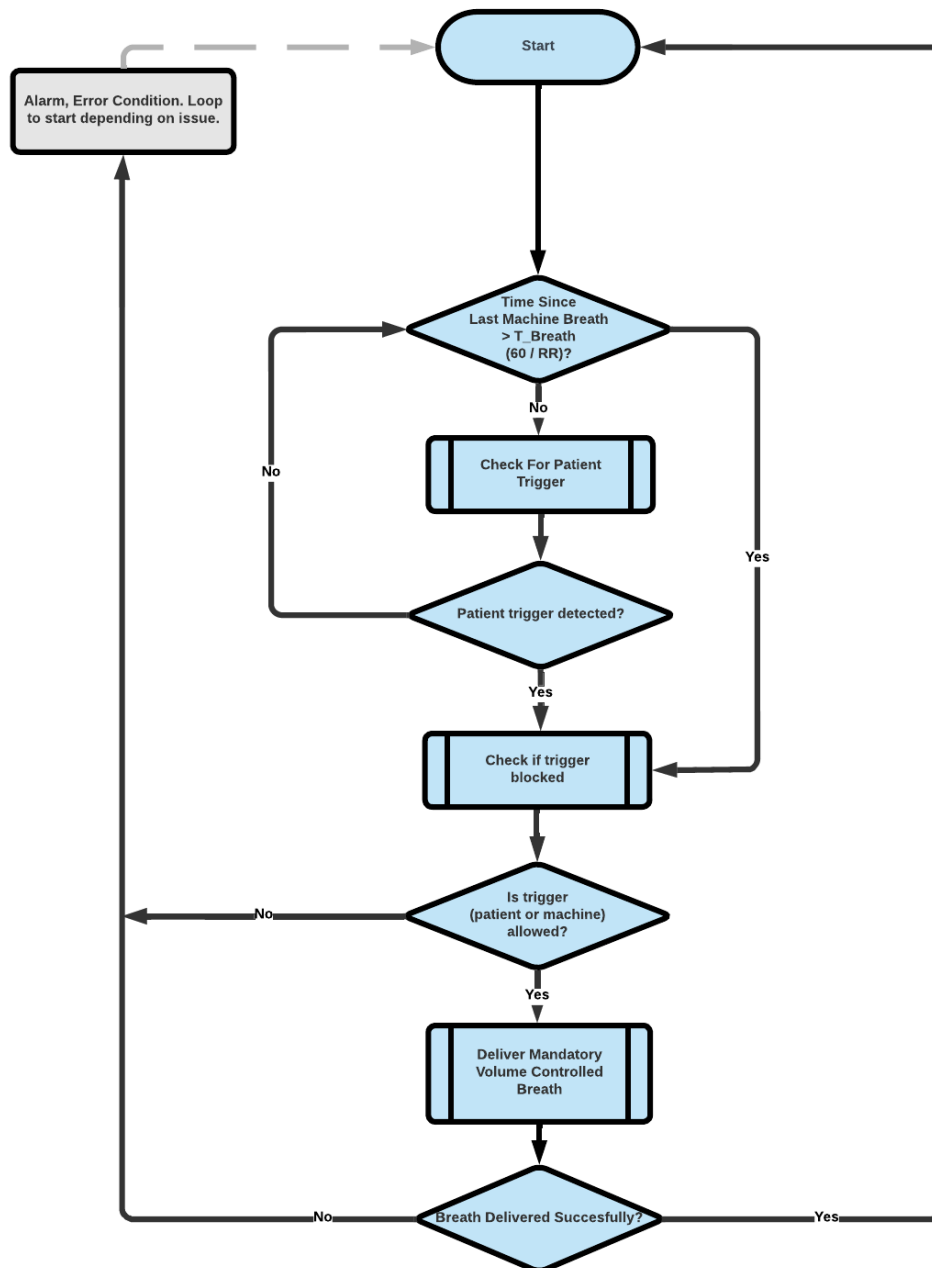 Start
Alarm, Error Condition. Loop
to start depending on issue.
Time Since
Last Machine Breath
> T_Breath
(60 / RR)?
No
Check For Patient
Trigger
No
Yes
Patient trigger detected?
Yes
Check if trigger
blocked
Is trigger
(patient or machine)
allowed?
No
Yes
Deliver Mandatory
Volume Controlled
Breath
Breath Delivered Succesfully?
No
Yes